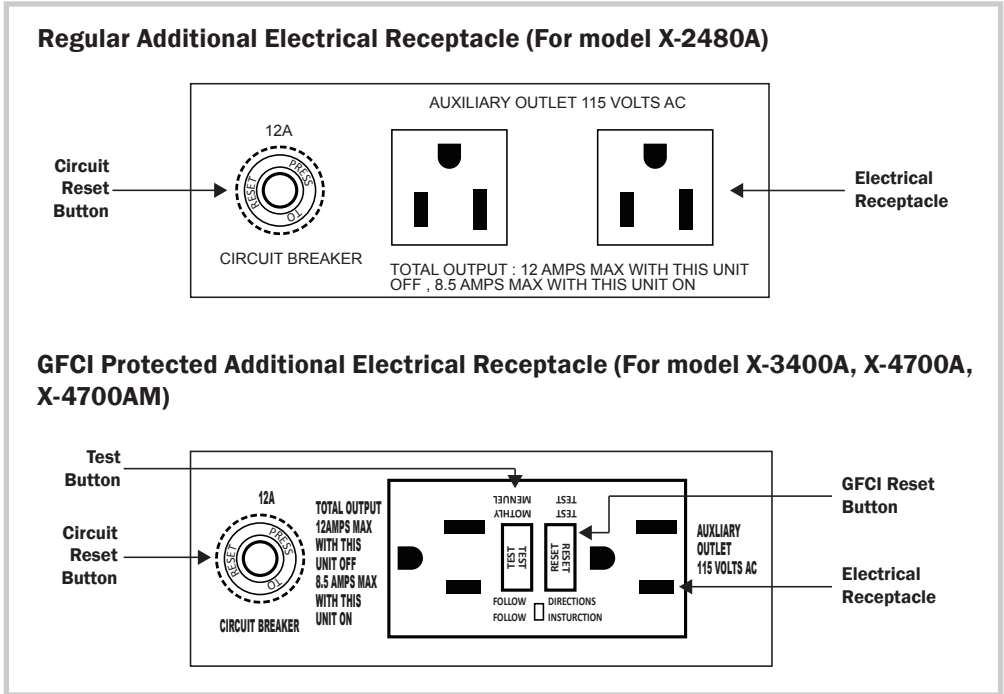 Regular Additional Electrical Receptacle (For model X-2480A)
AUXILIARY OUTLET 115 VOLTS AC
12A
PRESS
TO
RESET
Circuit
Reset
Button
Electrical
Receptacle
CIRCUIT BREAKER
TOTAL OUTPUT : 12 AMPS MAX WITH THIS UNIT
OFF , 8.5 AMPS MAX WITH THIS UNIT ON
GFCI Protected Additional Electrical Receptacle (For model X-3400A, X-4700A,
X-4700AM)
Test
Button
Circuit
Reset
Button
12A
PRESS
TO
RESET
CIRCUIT BREAKER
TOTAL OUTPUT
12AMPS MAX
WITH THIS
UNIT OFF
8.5 AMPS MAX
WITH THIS
UNIT ON
MOTHLY TEST
MENUEL TEST
TEST
TEST
RESET
RESET
FOLLOW DIRECTIONS
FOLLOW INSTURCTION
AUXLIARY
OUTLET
115 VOLTS AC
GFCI Reset
Button
Electrical
Receptacle